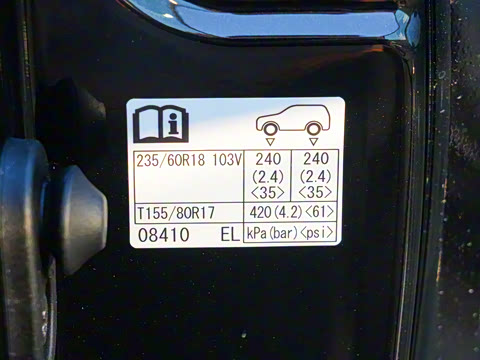 i
235/60R18 103V 240 240
(2.4) (2.4)
<35> <35>
T155/80R17 420(4.2)<61>
08410 EL kPa(bar)<psi>